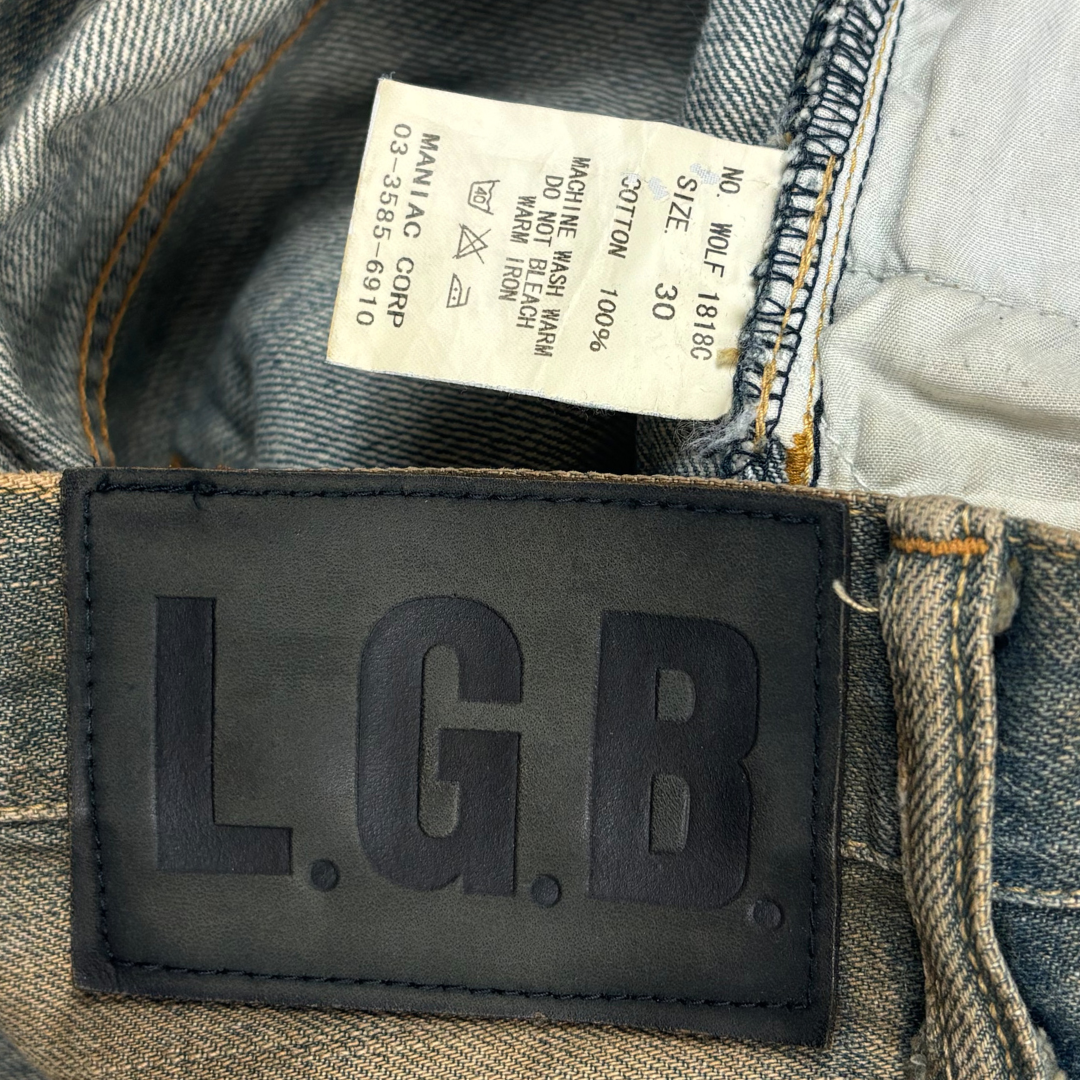 NO. WOLF 1818C
SIZE. 30
COTTON 100%
MACHINE WASH WARM
DO NOT BLEACH
WARM IRON
40
MANIAC CORP
03-3585-6910
L.G.B.